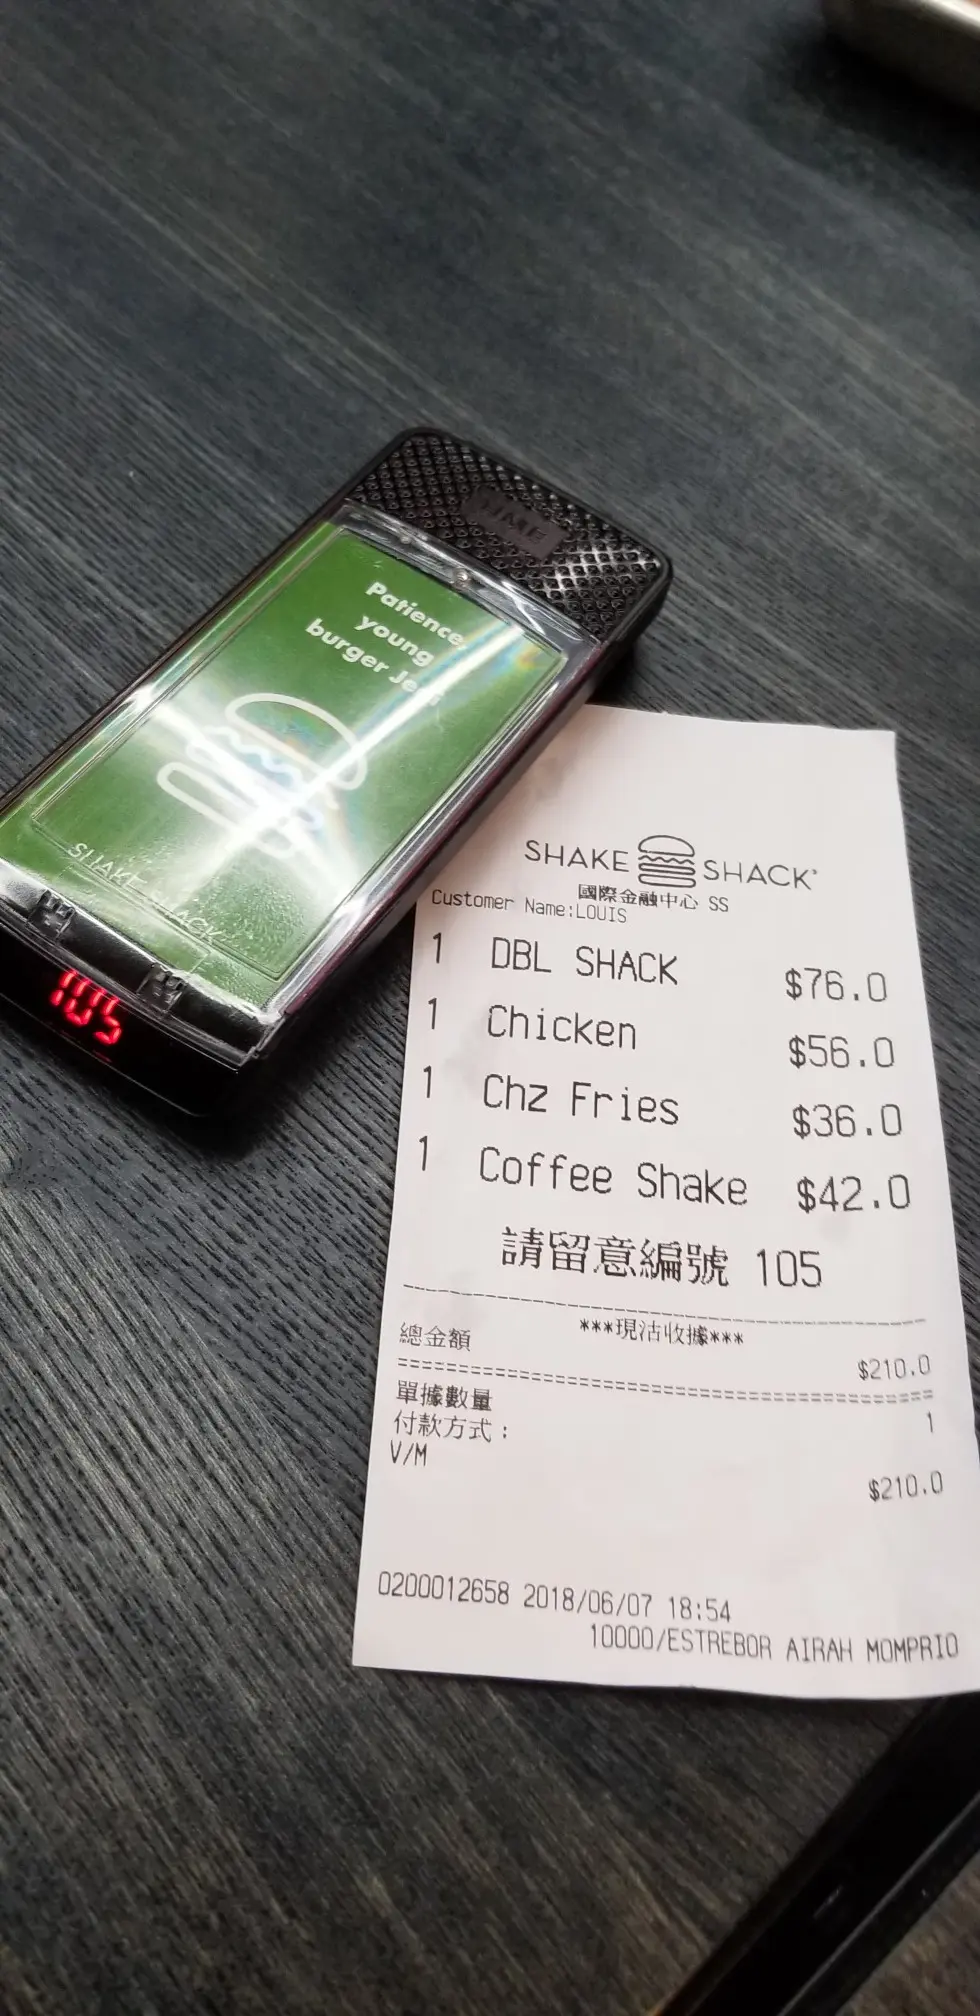 Patience
young
burger Jedi
SHAKE SHACK
105
SHAKE SHACK
國際金融中心 SS
Customer Name:LOUIS
1 DBL SHACK $76.0
1 Chicken $56.0
1 Chz Fries $36.0
1 Coffee Shake $42.0
請留意編號 105
***現沽收據***
總金額 $210.0
單據數量 1
付款方式：
V/M $210.0
0200012658 2018/06/07 18:54
10000/ESTREBOR AIRAH MOMPRIO